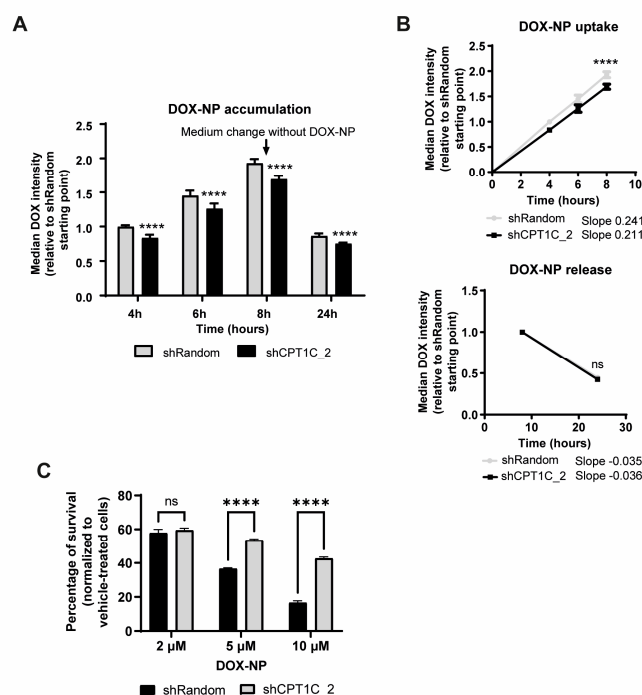 A
DOX-NP accumulation
Medium change without DOX-NP
Median DOX intensity
(relative to shRandom
starting point)
2.5
2.0
1.5
1.0
0.5
0.0
**** **** **** ****
4h 6h 8h 24h
Time (hours)
shRandom shCPT1C_2
B
DOX-NP uptake
Median DOX intensity
(relative to shRandom
starting point)
2.5
2.0
1.5
1.0
0.5
0.0
****
0 2 4 6 8 10
Time (hours)
shRandom Slope 0.241
shCPT1C_2 Slope 0.211
DOX-NP release
Median DOX intensity
(relative to shRandom
starting point)
1.5
1.0
0.5
0.0
ns
0 10 20 30
Time (hours)
shRandom Slope -0.035
shCPT1C_2 Slope -0.036
C
Percentage of survival
(normalized to
vehicle-treated cells)
80
60
40
20
0
ns **** ****
2 µM 5 µM 10 µM
DOX-NP
shRandom shCPT1C_2